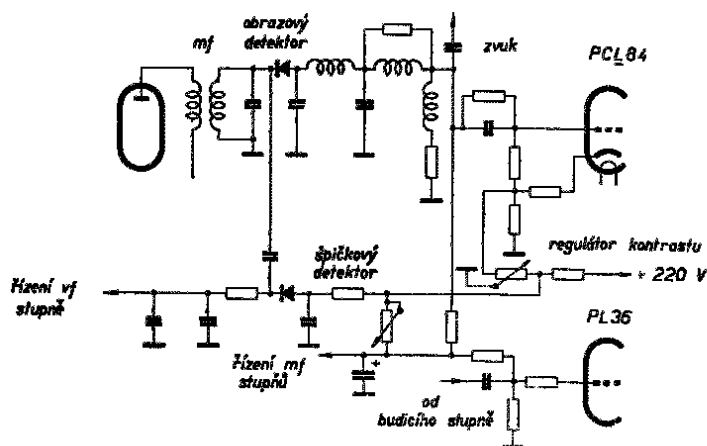 obrazový
mf
detektor
zvuk
PCL84
špičkový
detektor
regulátor kontrastu
řízení vf
stupně
+ 220 V
PL36
řízení mf
stupňů
+
od
budicího stupně